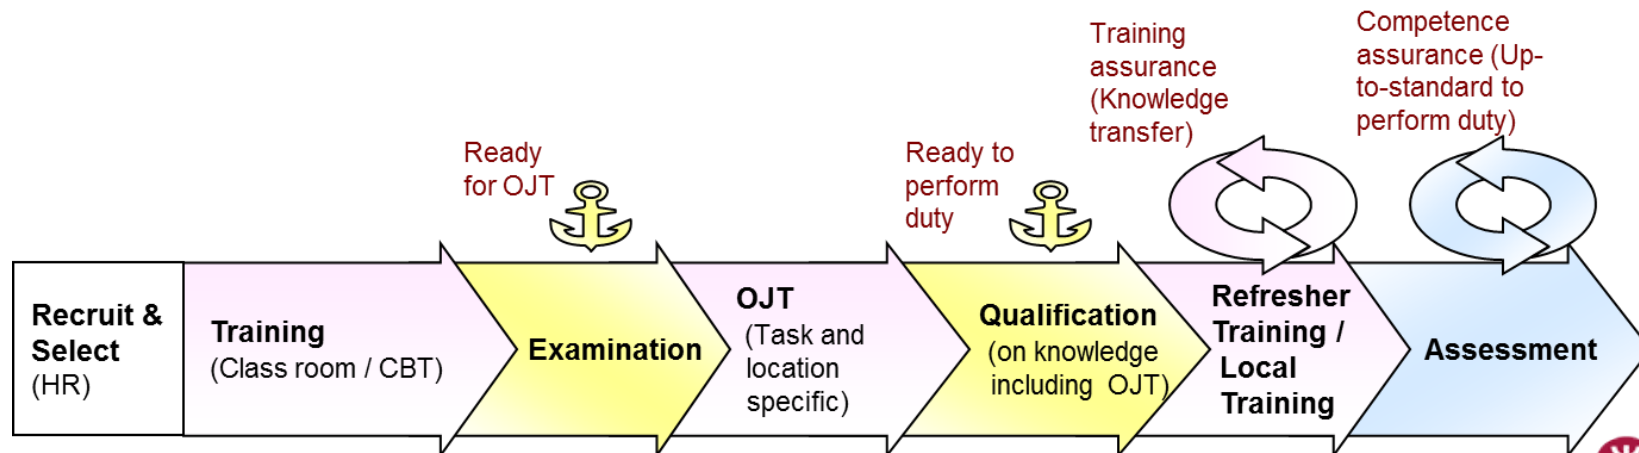 Training
assurance
(Knowledge
transfer)
Competence
assurance (Up-
to-standard to
perform duty)
Ready
for OJT
Ready to
perform
duty
Recruit &
Select
(HR)
Training
(Class room / CBT)
Examination
OJT
(Task and
location
specific)
Qualification
(on knowledge
including OJT)
Refresher
Training /
Local
Training
Assessment